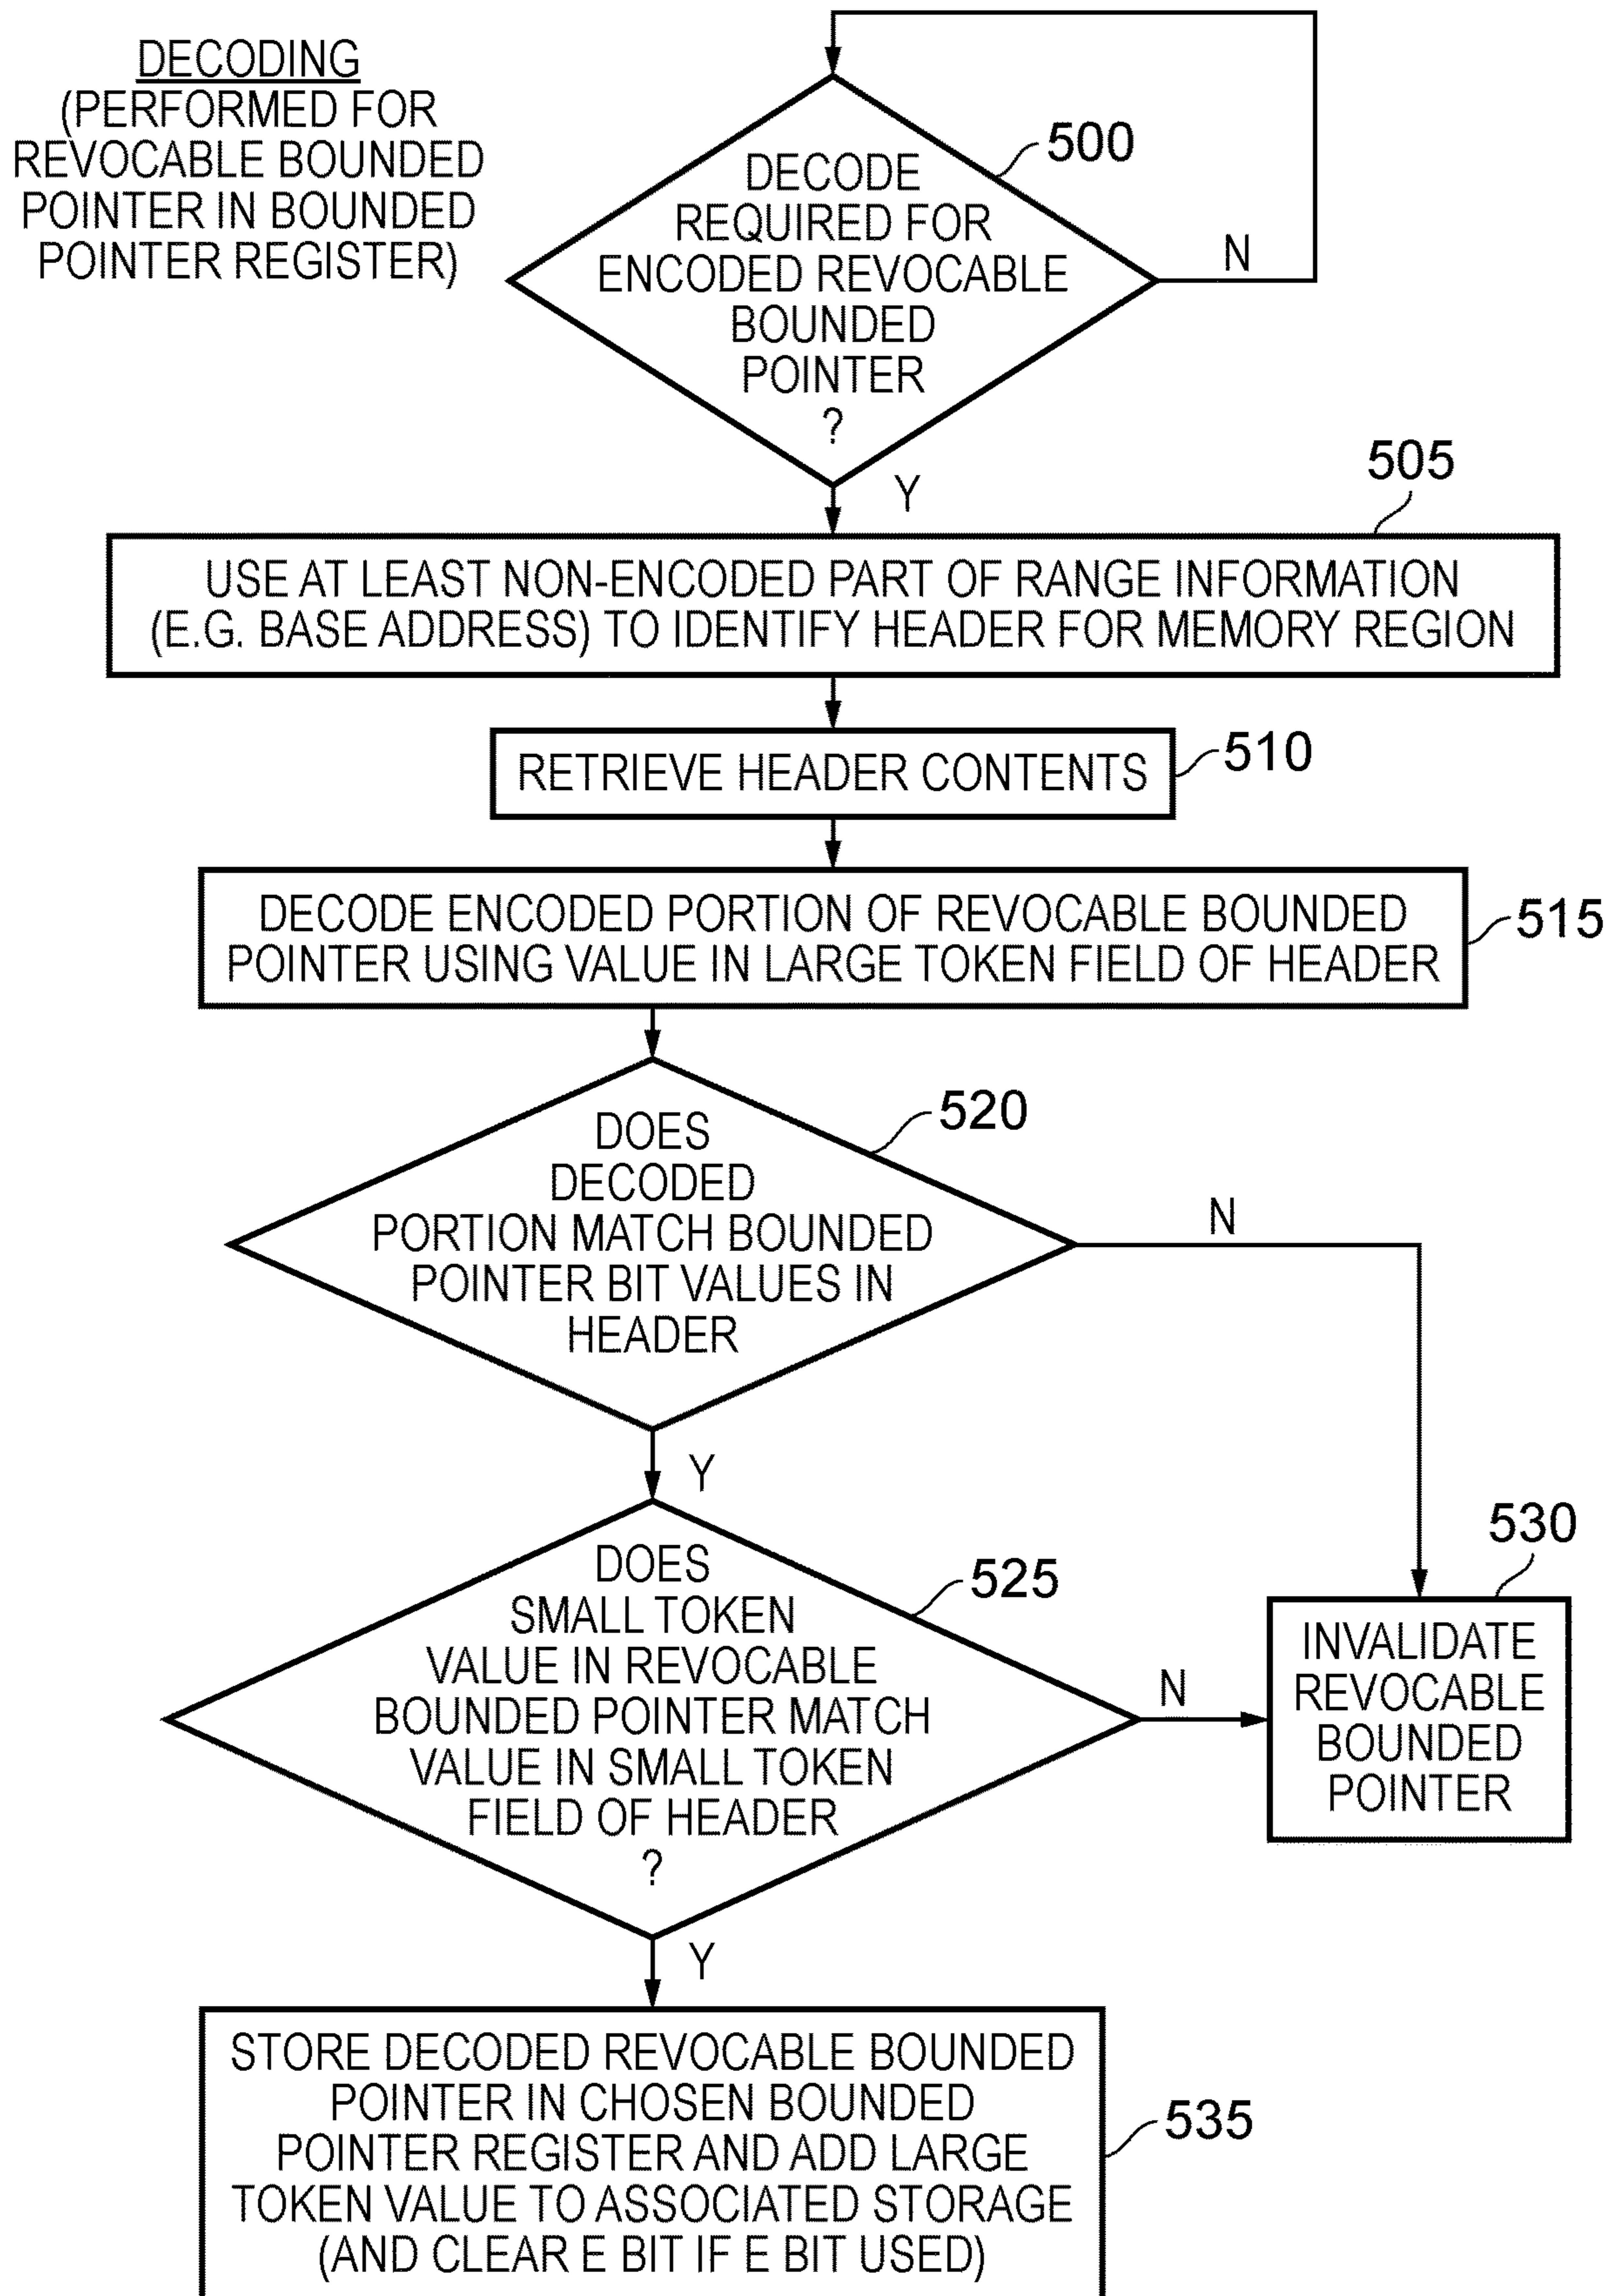 DECODING
(PERFORMED FOR
REVOCABLE BOUNDED
POINTER IN BOUNDED
POINTER REGISTER)
500
DECODE
REQUIRED FOR
ENCODED REVOCABLE
BOUNDED
POINTER
?
N
Y
505
USE AT LEAST NON-ENCODED PART OF RANGE INFORMATION
(E.G. BASE ADDRESS) TO IDENTIFY HEADER FOR MEMORY REGION
RETRIEVE HEADER CONTENTS
510
DECODE ENCODED PORTION OF REVOCABLE BOUNDED
POINTER USING VALUE IN LARGE TOKEN FIELD OF HEADER
515
520
DOES
DECODED
PORTION MATCH BOUNDED
POINTER BIT VALUES IN
HEADER
N
Y
525
DOES
SMALL TOKEN
VALUE IN REVOCABLE
BOUNDED POINTER MATCH
VALUE IN SMALL TOKEN
FIELD OF HEADER
?
N
530
INVALIDATE
REVOCABLE
BOUNDED
POINTER
Y
STORE DECODED REVOCABLE BOUNDED
POINTER IN CHOSEN BOUNDED
POINTER REGISTER AND ADD LARGE
TOKEN VALUE TO ASSOCIATED STORAGE
(AND CLEAR E BIT IF E BIT USED)
535